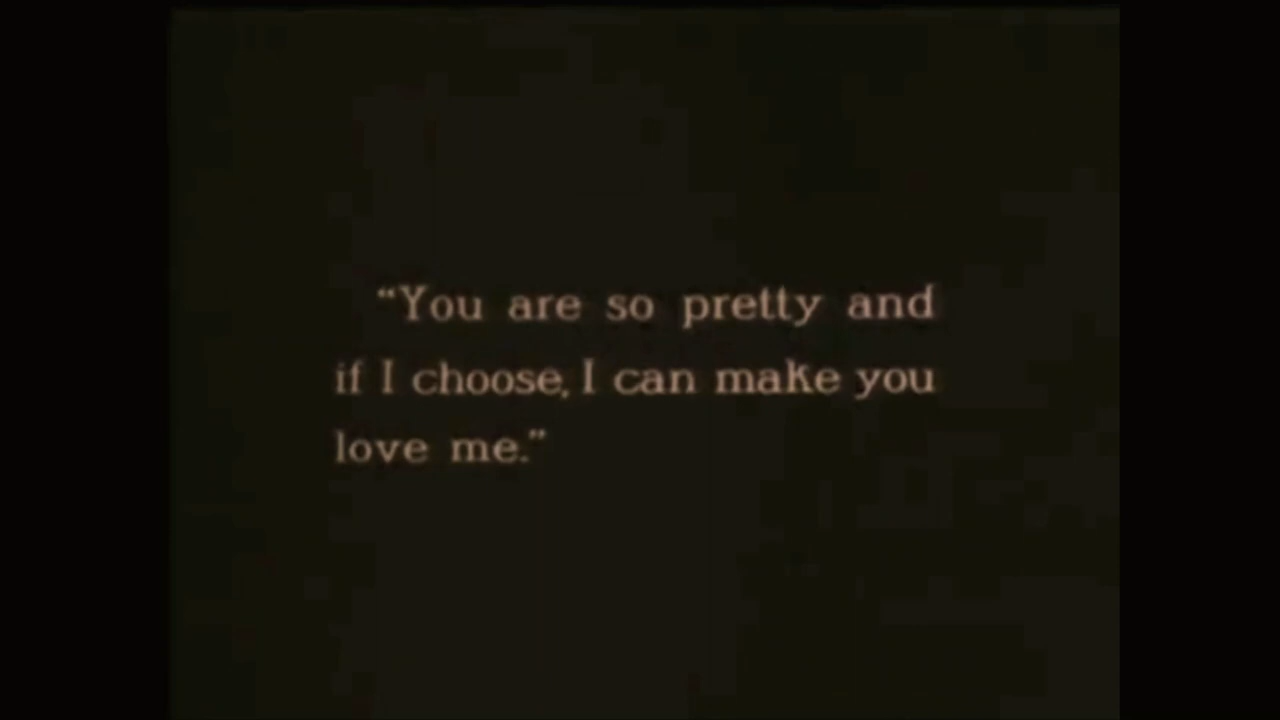 “You are so pretty and
if I choose, I can make you
love me.”